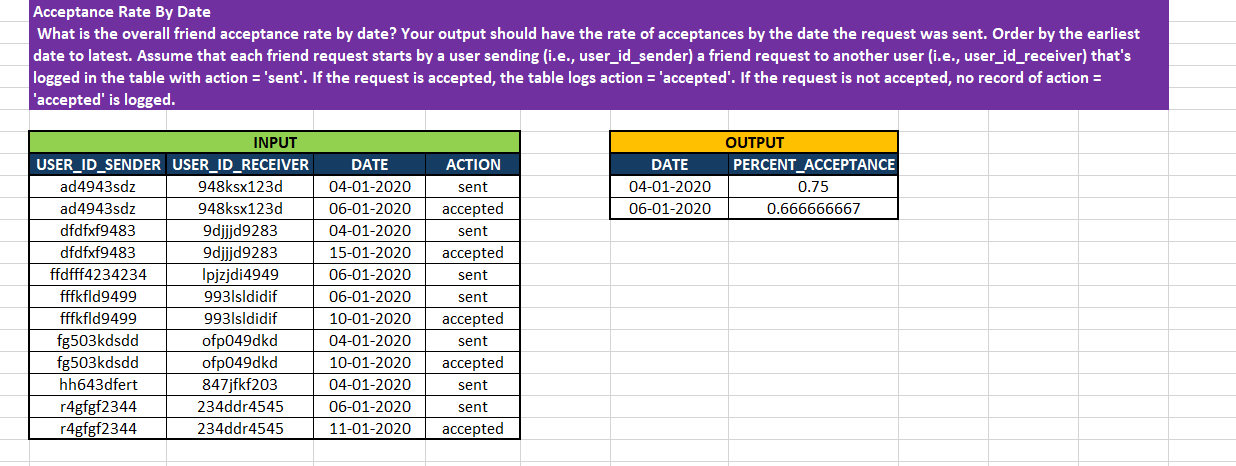 Acceptance Rate By Date
What is the overall friend acceptance rate by date? Your output should have the rate of acceptances by the date the request was sent. Order by the earliest
date to latest. Assume that each friend request starts by a user sending (i.e., user_id_sender) a friend request to another user (i.e., user_id_receiver) that's
logged in the table with action = 'sent'. If the request is accepted, the table logs action = 'accepted'. If the request is not accepted, no record of action =
'accepted' is logged.
INPUT
USER_ID_SENDER USER_ID_RECEIVER DATE ACTION
ad4943sdz 948ksx123d 04-01-2020 sent
ad4943sdz 948ksx123d 06-01-2020 accepted
dfdfxf9483 9djjjd9283 04-01-2020 sent
dfdfxf9483 9djjjd9283 15-01-2020 accepted
ffdfff4234234 lpjzjdi4949 06-01-2020 sent
fffkfld9499 993lsldidif 06-01-2020 sent
fffkfld9499 993lsldidif 10-01-2020 accepted
fg503kdsdd ofp049dkd 04-01-2020 sent
fg503kdsdd ofp049dkd 10-01-2020 accepted
hh643dfert 847jfkf203 04-01-2020 sent
r4gfgf2344 234ddr4545 06-01-2020 sent
r4gfgf2344 234ddr4545 11-01-2020 accepted
OUTPUT
DATE PERCENT_ACCEPTANCE
04-01-2020 0.75
06-01-2020 0.666666667